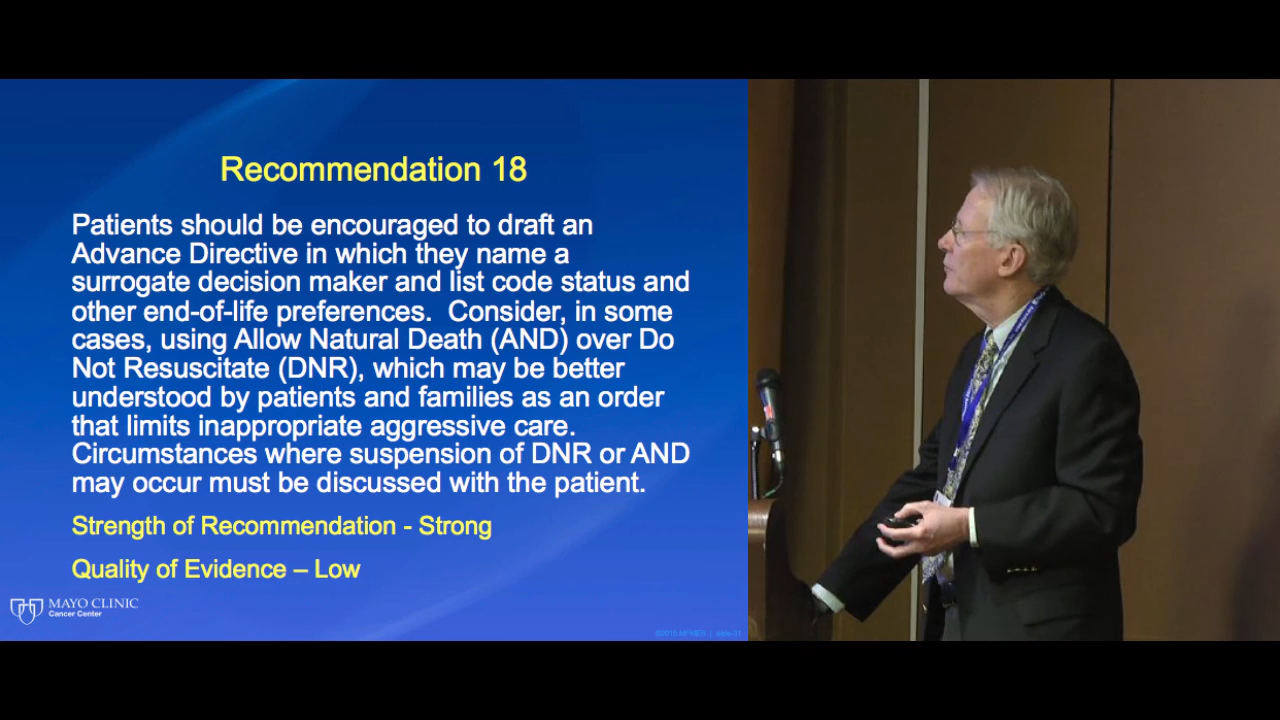 Recommendation 18
Patients should be encouraged to draft an
Advance Directive in which they name a
surrogate decision maker and list code status and
other end-of-life preferences.  Consider, in some
cases, using Allow Natural Death (AND) over Do
Not Resuscitate (DNR), which may be better
understood by patients and families as an order
that limits inappropriate aggressive care.
Circumstances where suspension of DNR or AND
may occur must be discussed with the patient.
Strength of Recommendation - Strong
Quality of Evidence – Low
MAYO CLINIC
Cancer Center